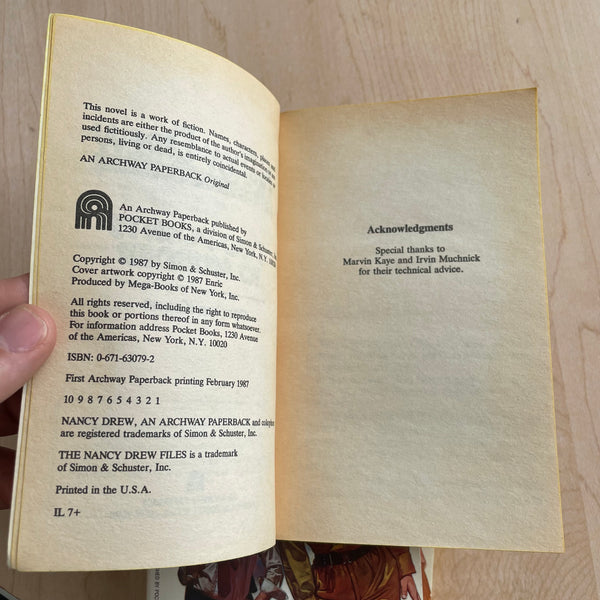 This novel is a work of fiction. Names, characters, places and
incidents are either the product of the author's imagination or are
used fictitiously. Any resemblance to actual events or locales or
persons, living or dead, is entirely coincidental.
AN ARCHWAY PAPERBACK Original
An Archway Paperback published by
POCKET BOOKS, a division of Simon & Schuster, Inc.
1230 Avenue of the Americas, New York, N.Y. 10020
Copyright © 1987 by Simon & Schuster, Inc.
Cover artwork copyright © 1987 Enric
Produced by Mega-Books of New York, Inc.
All rights reserved, including the right to reproduce
this book or portions thereof in any form whatsoever.
For information address Pocket Books, 1230 Avenue
of the Americas, New York, N.Y. 10020
ISBN: 0-671-63079-2
First Archway Paperback printing February 1987
10 9 8 7 6 5 4 3 2 1
NANCY DREW, AN ARCHWAY PAPERBACK and colophon
are registered trademarks of Simon & Schuster, Inc.
THE NANCY DREW FILES is a trademark
of Simon & Schuster, Inc.
Printed in the U.S.A.
IL 7+
Acknowledgments
Special thanks to
Marvin Kaye and Irvin Muchnick
for their technical advice.